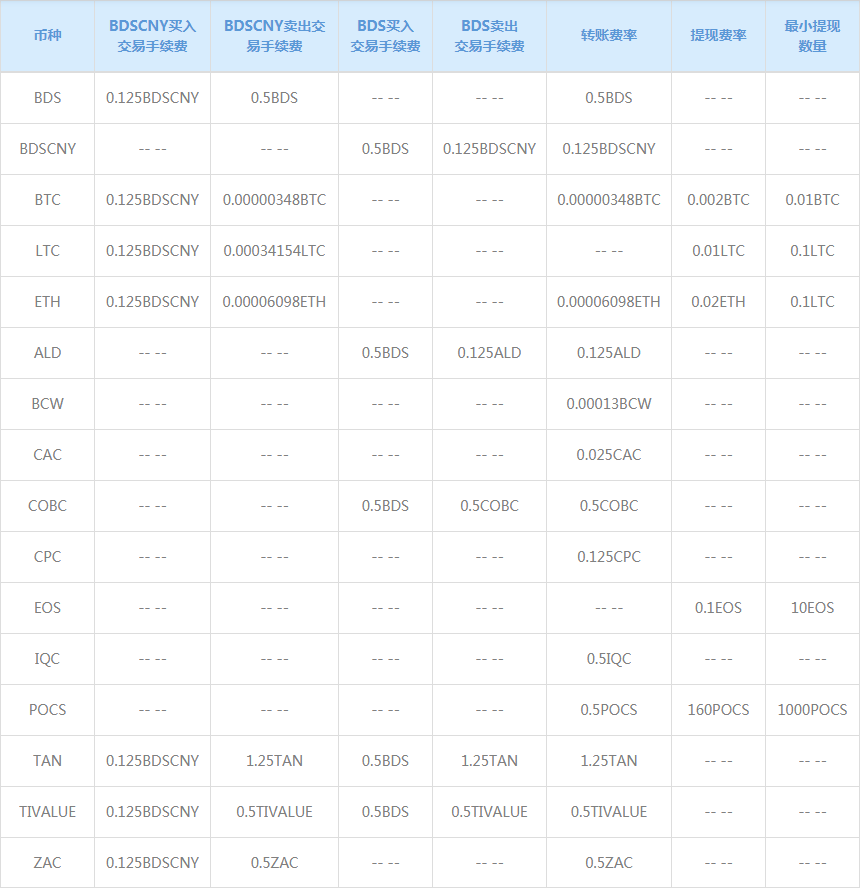 币种 BDSCNY买入交易手续费 BDSCNY卖出交易手续费 BDS买入交易手续费 BDS卖出交易手续费 转账费率 提现费率 最小提现数量
BDS 0.125BDSCNY 0.5BDS -- -- -- -- 0.5BDS -- -- -- --
BDSCNY -- -- -- -- 0.5BDS 0.125BDSCNY 0.125BDSCNY -- -- -- --
BTC 0.125BDSCNY 0.00000348BTC -- -- -- -- 0.00000348BTC 0.002BTC 0.01BTC
LTC 0.125BDSCNY 0.00034154LTC -- -- -- -- -- -- 0.01LTC 0.1LTC
ETH 0.125BDSCNY 0.00006098ETH -- -- -- -- 0.00006098ETH 0.02ETH 0.1LTC
ALD -- -- -- -- 0.5BDS 0.125ALD 0.125ALD -- -- -- --
BCW -- -- -- -- -- -- -- -- 0.00013BCW -- -- -- --
CAC -- -- -- -- -- -- -- -- 0.025CAC -- -- -- --
COBC -- -- -- -- 0.5BDS 0.5COBC 0.5COBC -- -- -- --
CPC -- -- -- -- -- -- -- -- 0.125CPC -- -- -- --
EOS -- -- -- -- -- -- -- -- -- -- 0.1EOS 10EOS
IQC -- -- -- -- -- -- -- -- 0.5IQC -- -- -- --
POCS -- -- -- -- -- -- -- -- 0.5POCS 160POCS 1000POCS
TAN 0.125BDSCNY 1.25TAN 0.5BDS 1.25TAN 1.25TAN -- -- -- --
TIVALUE 0.125BDSCNY 0.5TIVALUE 0.5BDS 0.5TIVALUE 0.5TIVALUE -- -- -- --
ZAC 0.125BDSCNY 0.5ZAC -- -- -- -- 0.5ZAC -- -- -- --